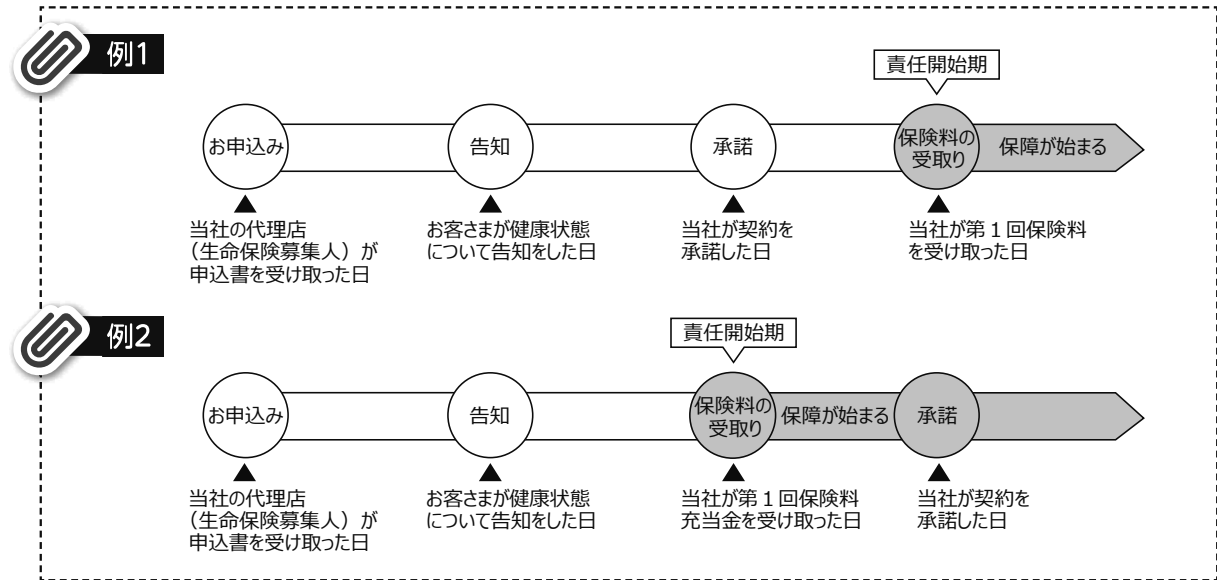 例1
責任開始期
お申込み
告知
承諾
保険料の
受取り
保障が始まる
当社の代理店
（生命保険募集人）が
申込書を受け取った日
お客さまが健康状態
について告知をした日
当社が契約を
承諾した日
当社が第1回保険料
を受け取った日
例2
責任開始期
お申込み
告知
保険料の
受取り
保障が始まる
承諾
当社の代理店
（生命保険募集人）が
申込書を受け取った日
お客さまが健康状態
について告知をした日
当社が第1回保険料
充当金を受け取った日
当社が契約を
承諾した日